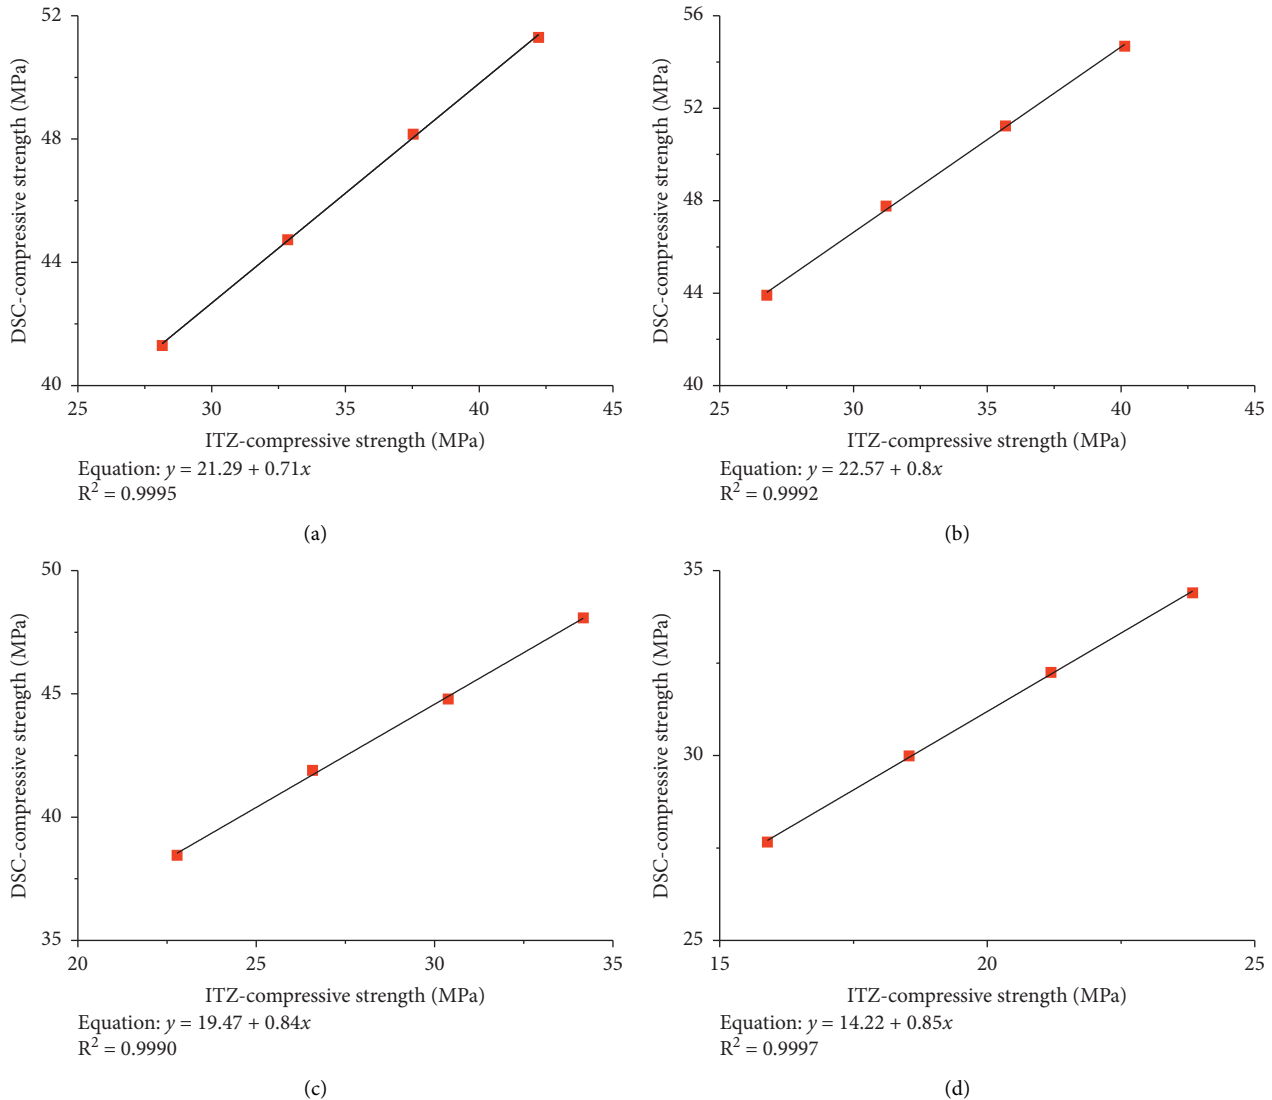 52
48
44
40
DSC-compressive strength (MPa)
25 30 35 40 45
ITZ-compressive strength (MPa)
Equation: y = 21.29 + 0.71x
R² = 0.9995
(a)
56
52
48
44
40
DSC-compressive strength (MPa)
25 30 35 40 45
ITZ-compressive strength (MPa)
Equation: y = 22.57 + 0.8x
R² = 0.9992
(b)
50
45
40
35
DSC-compressive strength (MPa)
20 25 30 35
ITZ-compressive strength (MPa)
Equation: y = 19.47 + 0.84x
R² = 0.9990
(c)
35
30
25
DSC-compressive strength (MPa)
15 20 25
ITZ-compressive strength (MPa)
Equation: y = 14.22 + 0.85x
R² = 0.9997
(d)